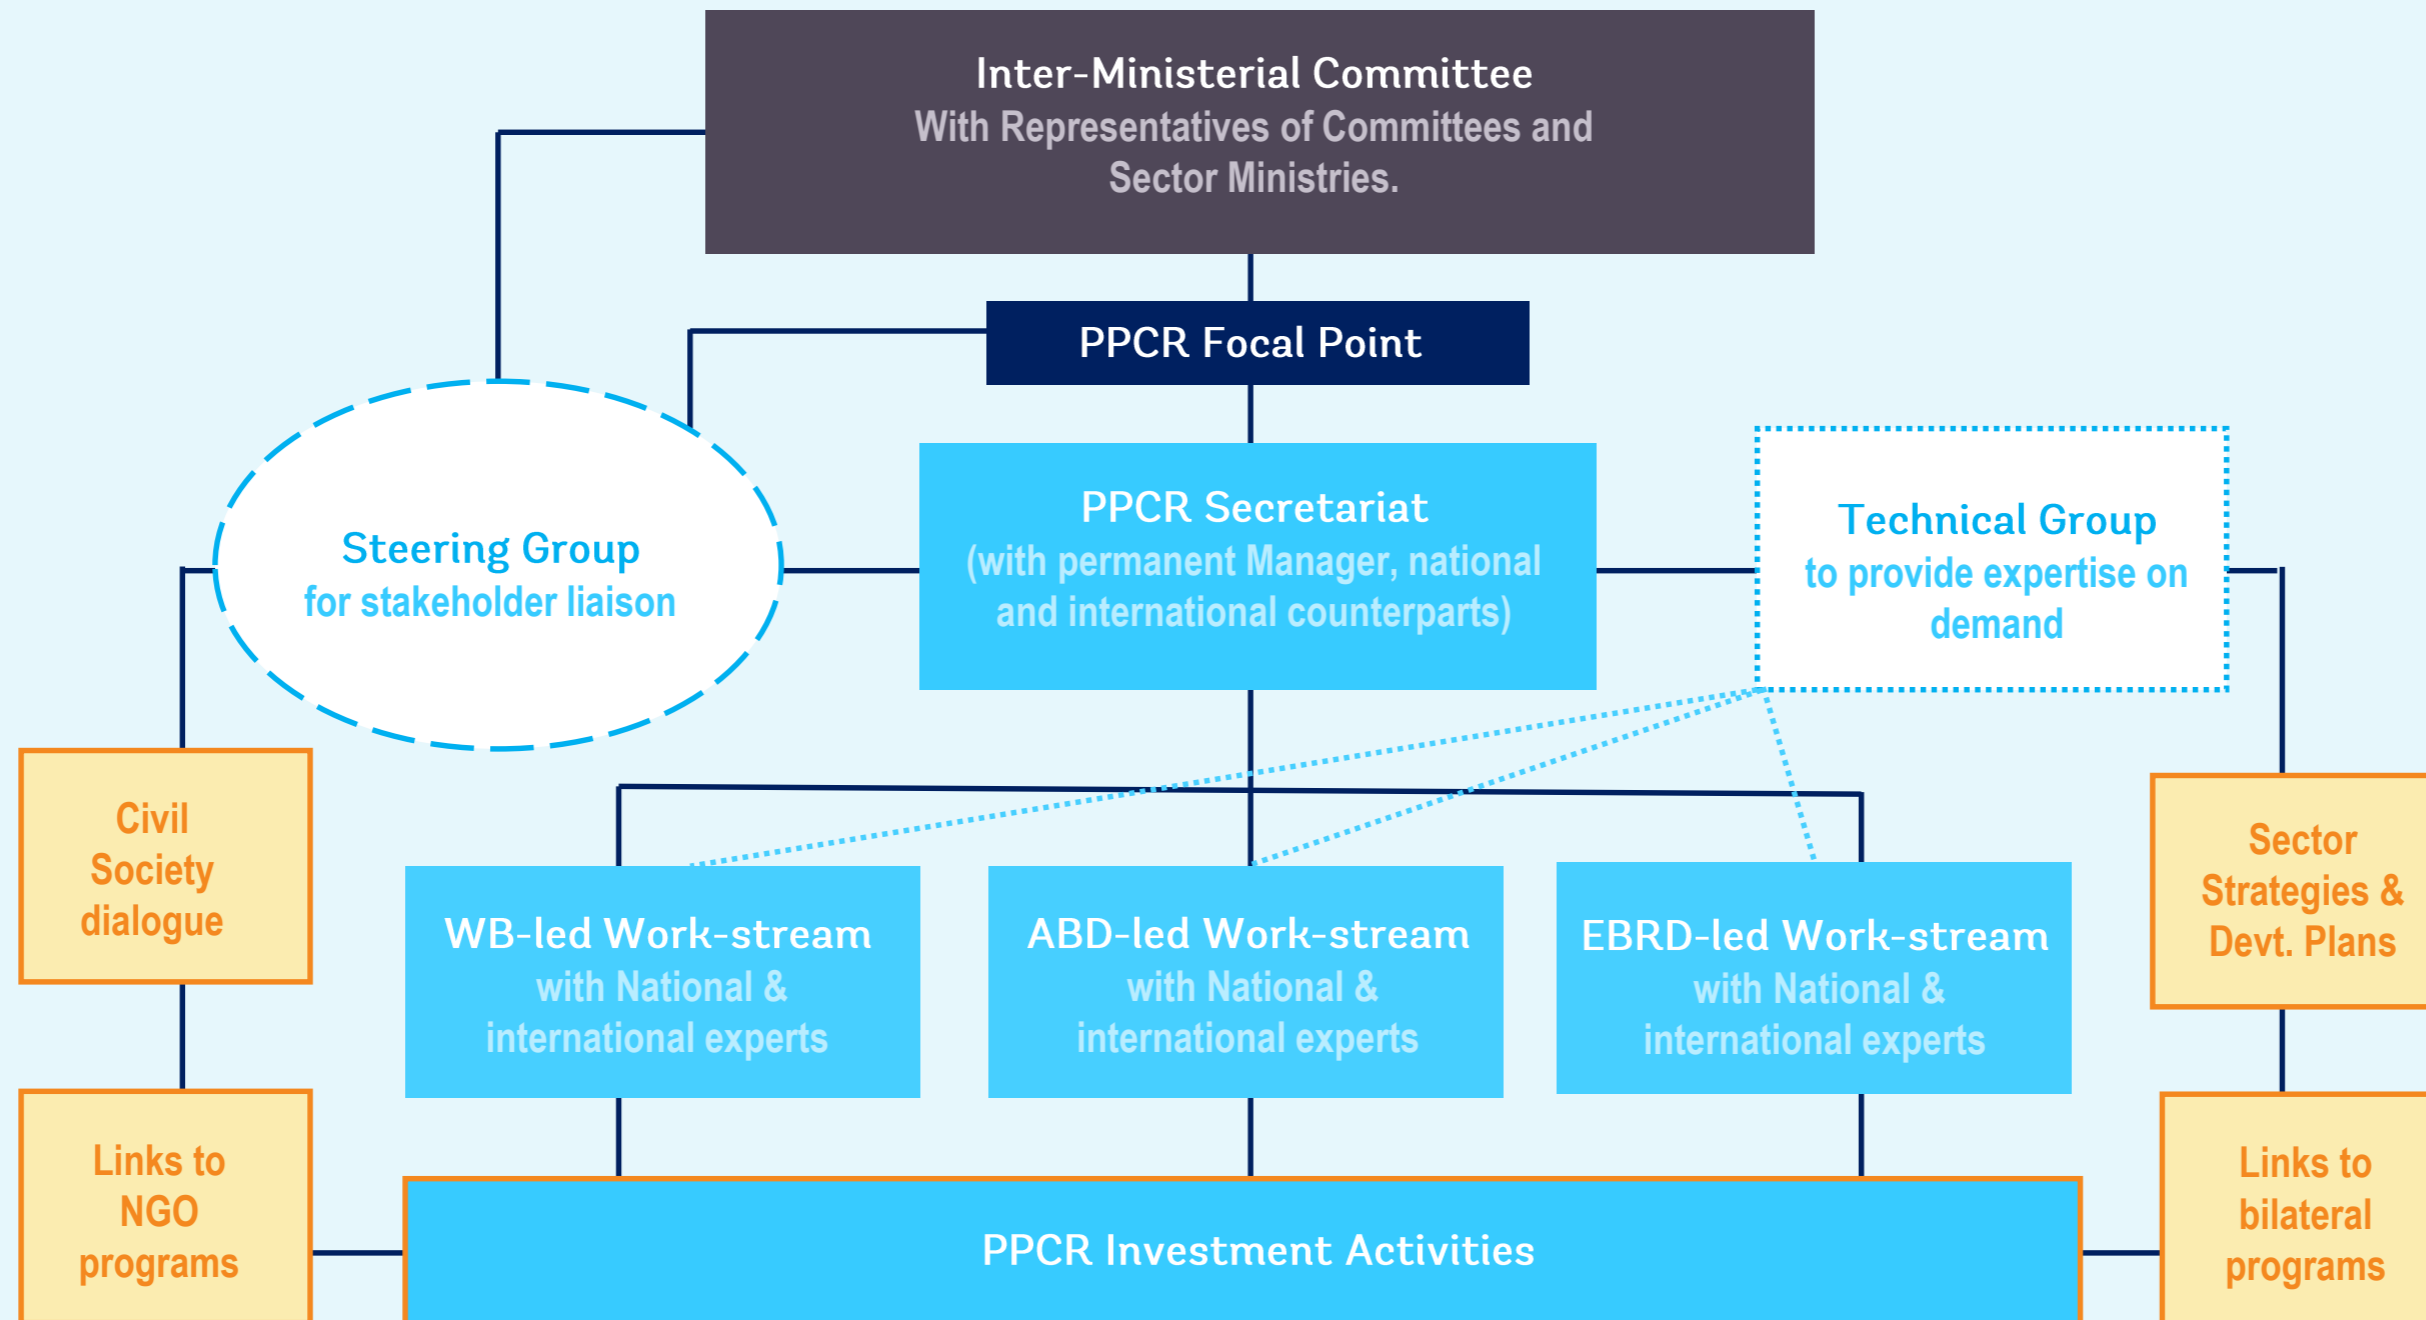 Inter-Ministerial Committee
With Representatives of Committees and
Sector Ministries.
PPCR Focal Point
Steering Group
for stakeholder liaison
PPCR Secretariat
(with permanent Manager, national
and international counterparts)
Technical Group
to provide expertise on
demand
Civil
Society
dialogue
WB-led Work-stream
with National &
international experts
ABD-led Work-stream
with National &
international experts
EBRD-led Work-stream
with National &
international experts
Sector
Strategies &
Devt. Plans
Links to
NGO
programs
PPCR Investment Activities
Links to
bilateral
programs